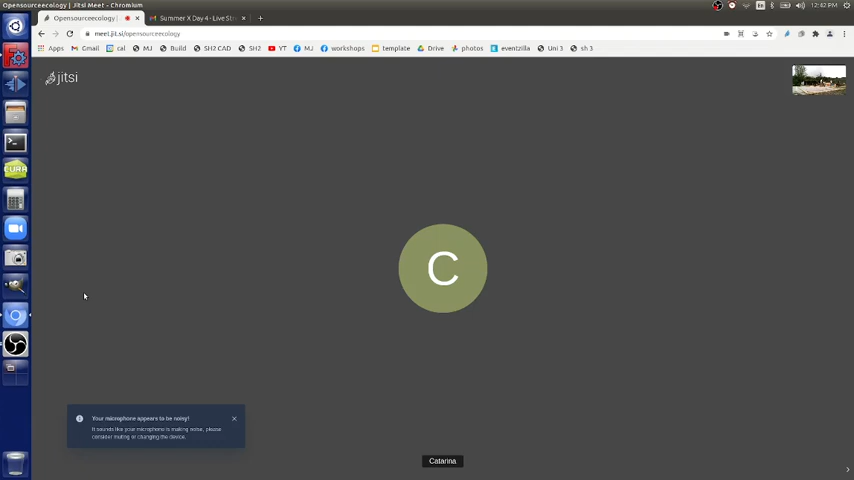 Opensourceecology | Jitsi Meet - Chromium
En
12:42 PM
Opensourceecology |
Summer X Day 4 - Live St
meet.jit.si/opensourceecology
Apps
Gmail
cal
MJ
Build
SH2 CAD
SH2
YT
MJ
workshops
template
Drive
photos
eventzilla
Uni 3
sh 3
jitsi
CURA
C
Your microphone appears to be noisy!
It sounds like your microphone is making noise, please
consider muting or changing the device.
Catarina